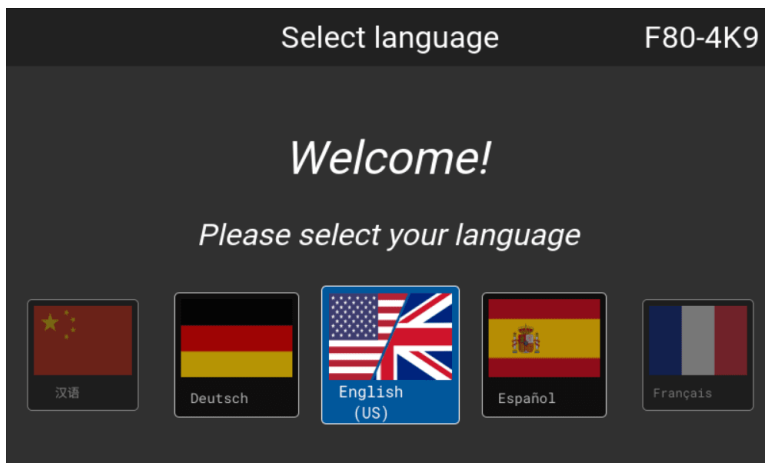 Select language
F80-4K9
Welcome!
Please select your language
汉语
Deutsch
English
(US)
Español
Français